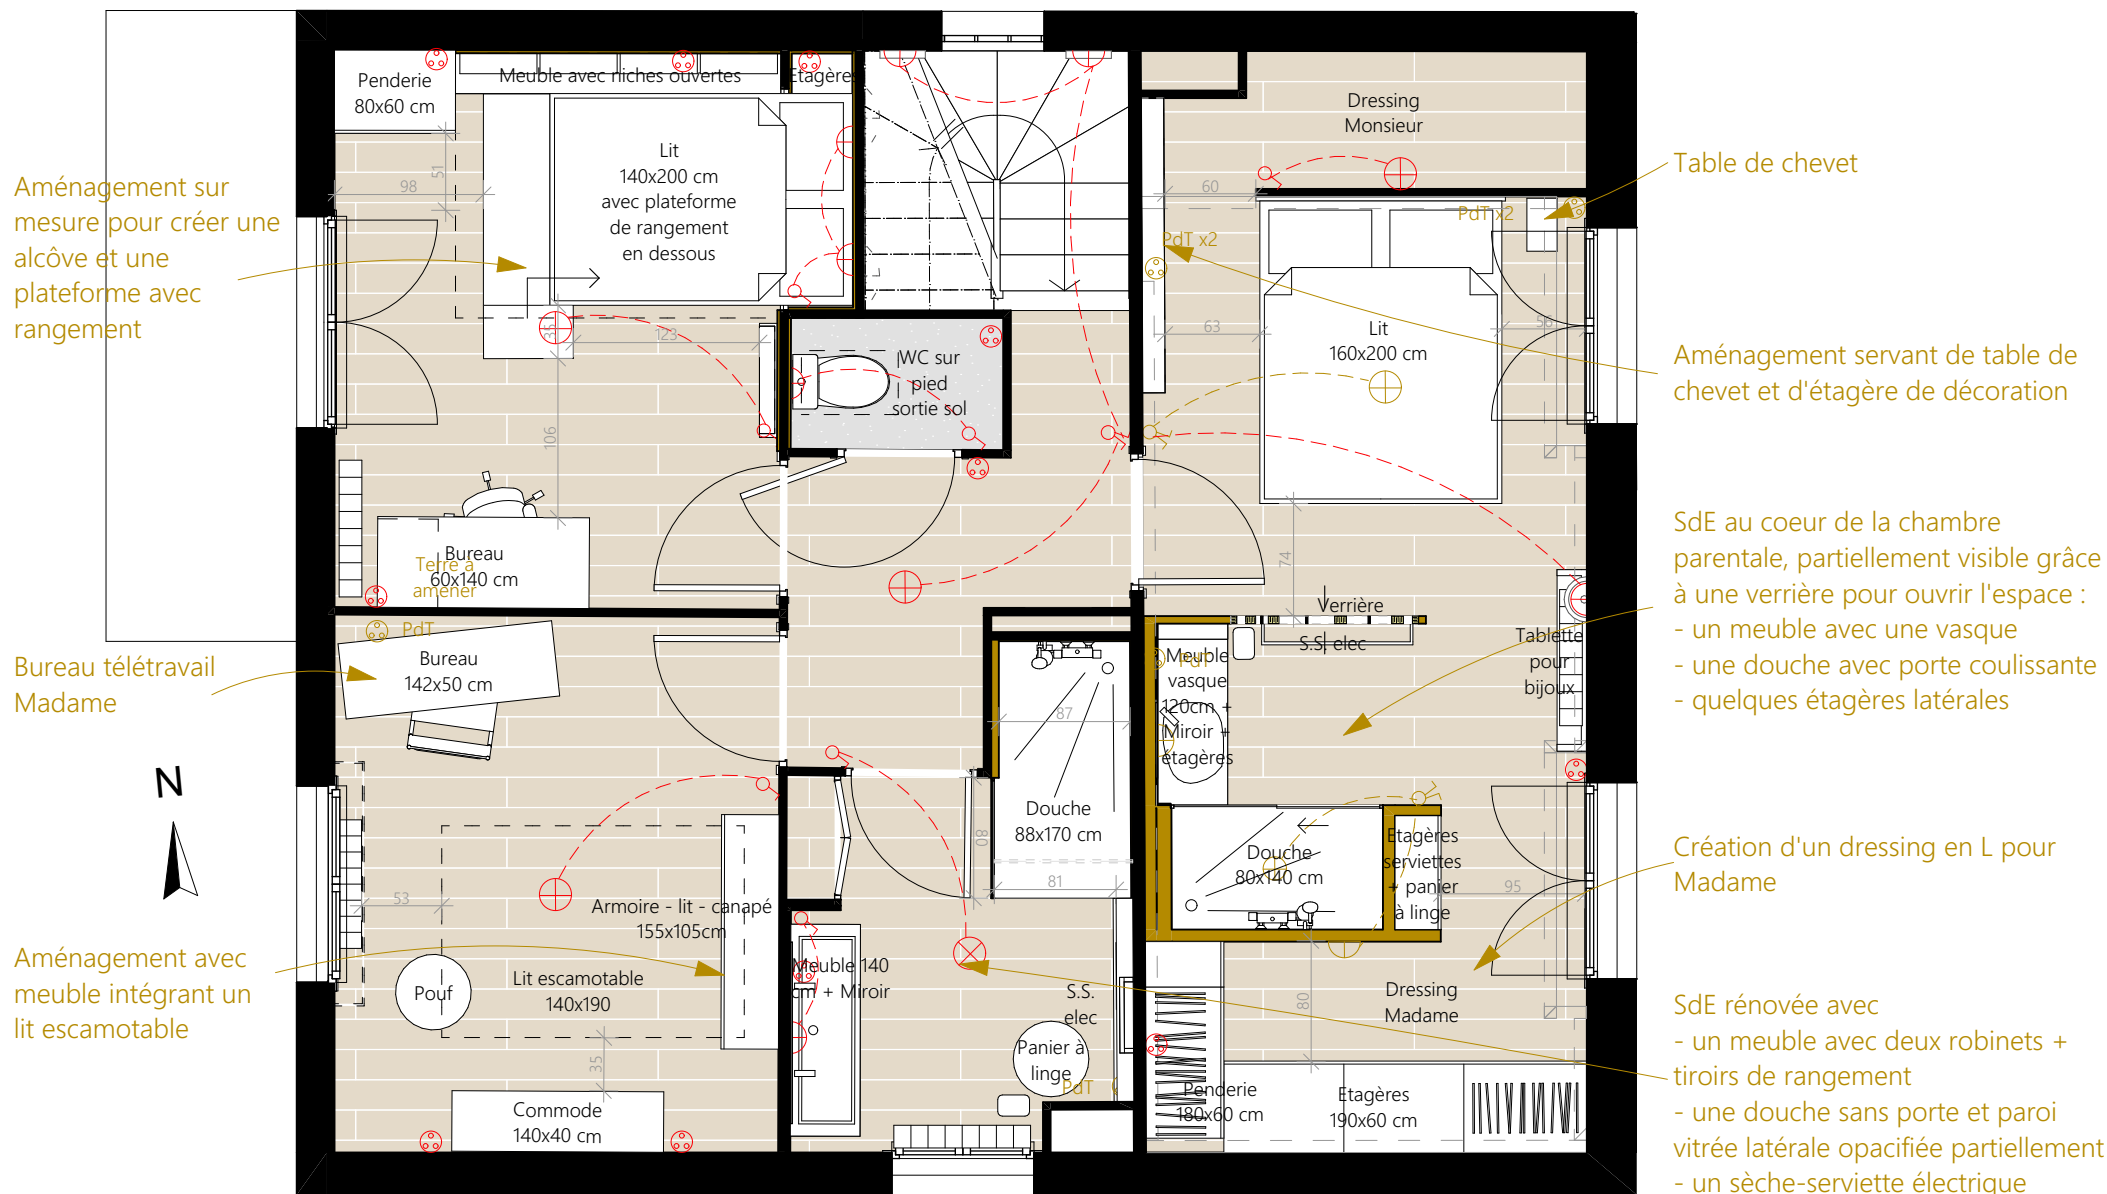 Penderie
80x60 cm
Meuble avec niches ouvertes
Etagère
Lit
140x200 cm
avec plateforme
de rangement
en dessous
51
98
35
123
106
Aménagement sur
mesure pour créer une
alcôve et une
plateforme avec
rangement
WC sur
pied
sortie sol
Bureau
60x140 cm
Terre à
amener
Dressing
Monsieur
60
PdT x2
PdT x2
63
56
Lit
160x200 cm
74
Table de chevet
Aménagement servant de table de
chevet et d'étagère de décoration
SdE au coeur de la chambre
parentale, partiellement visible grâce
à une verrière pour ouvrir l'espace :
- un meuble avec une vasque
- une douche avec porte coulissante
- quelques étagères latérales
Verrière
S.S. elec
Tablette
pour
bijoux
PdT
Meuble
vasque
120cm +
Miroir +
étagères
PdT
Bureau
142x50 cm
Bureau télétravail
Madame
N
87
Douche
88x170 cm
80
81
Douche
80x140 cm
Etagères
serviettes
+ panier
à linge
95
Création d'un dressing en L pour
Madame
53
Armoire - lit - canapé
155x105cm
Lit escamotable
140x190
Pouf
35
Commode
140x40 cm
Aménagement avec
meuble intégrant un
lit escamotable
Meuble 140
cm + Miroir
S.S.
elec
Panier à
linge
PdT
80
Dressing
Madame
Penderie
180x60 cm
Etagères
190x60 cm
SdE rénovée avec
- un meuble avec deux robinets +
tiroirs de rangement
- une douche sans porte et paroi
vitrée latérale opacifiée partiellement
- un sèche-serviette électrique